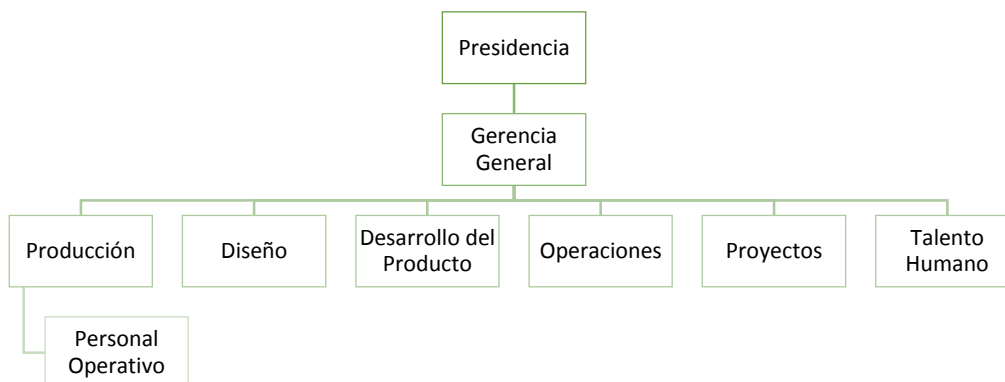 Presidencia
Gerencia
General
Producción
Diseño
Desarrollo del
Producto
Operaciones
Proyectos
Talento
Humano
Personal
Operativo